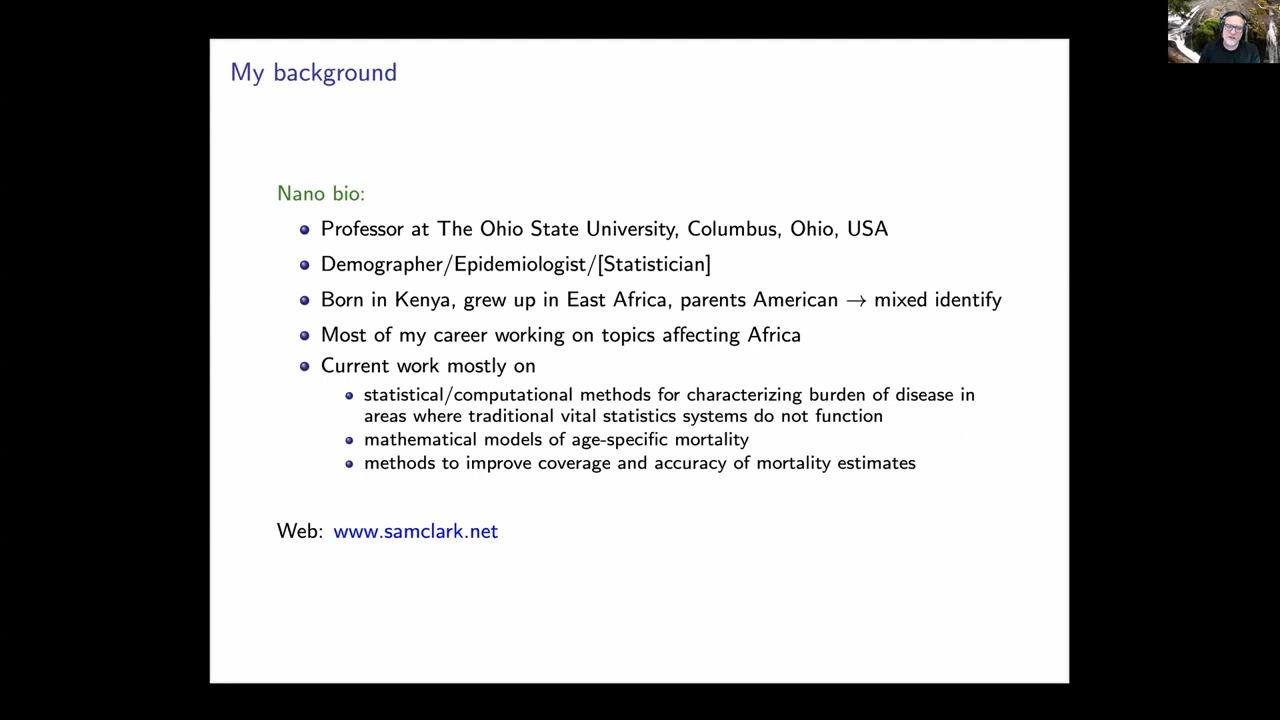 My background
Nano bio:
Professor at The Ohio State University, Columbus, Ohio, USA
Demographer/Epidemiologist/[Statistician]
Born in Kenya, grew up in East Africa, parents American → mixed identify
Most of my career working on topics affecting Africa
Current work mostly on
statistical/computational methods for characterizing burden of disease in
areas where traditional vital statistics systems do not function
mathematical models of age-specific mortality
methods to improve coverage and accuracy of mortality estimates
Web: www.samclark.net